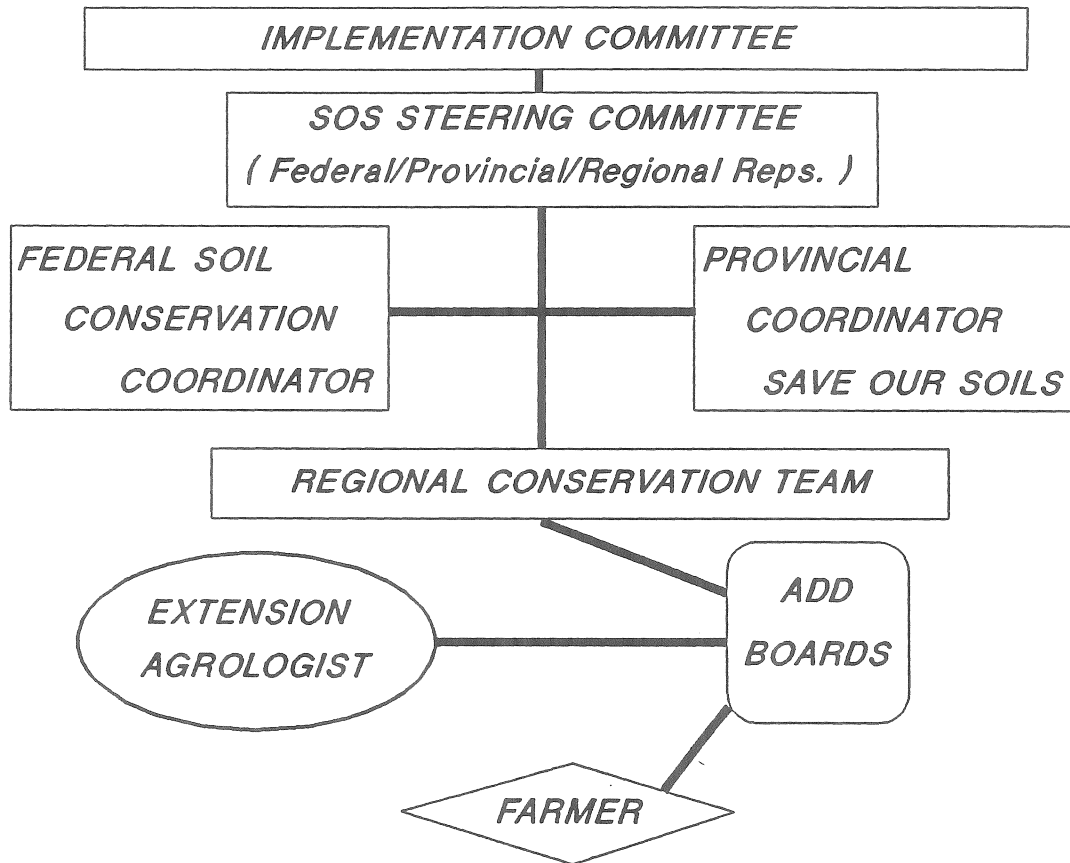 IMPLEMENTATION COMMITTEE
SOS STEERING COMMITTEE
( Federal/Provincial/Regional Reps. )
FEDERAL SOIL
CONSERVATION
COORDINATOR
PROVINCIAL
COORDINATOR
SAVE OUR SOILS
REGIONAL CONSERVATION TEAM
EXTENSION
AGROLOGIST
ADD
BOARDS
FARMER